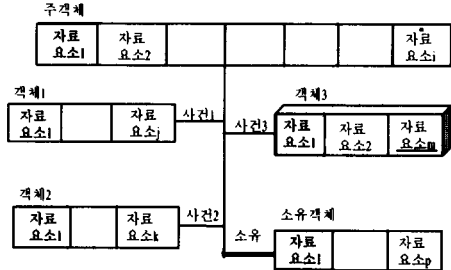 주객체
자료 자료 자료
요소1 요소2 요소i
객체1
객체3
자료 자료
요소1 요소j
사건1
사건3
자료 자료 자료
요소1 요소2 요소m
객체2
자료 자료
요소1 요소k
사건2
소유객체
소유
자료 자료
요소1 요소p